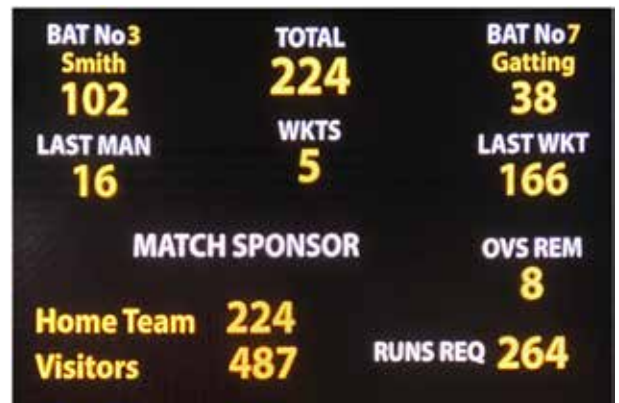 BAT No3
Smith
102
TOTAL
224
BAT No7
Gatting
38
LAST MAN
16
WKTS
5
LAST WKT
166
MATCH SPONSOR
OVS REM
8
Home Team 224
Visitors 487
RUNS REQ 264